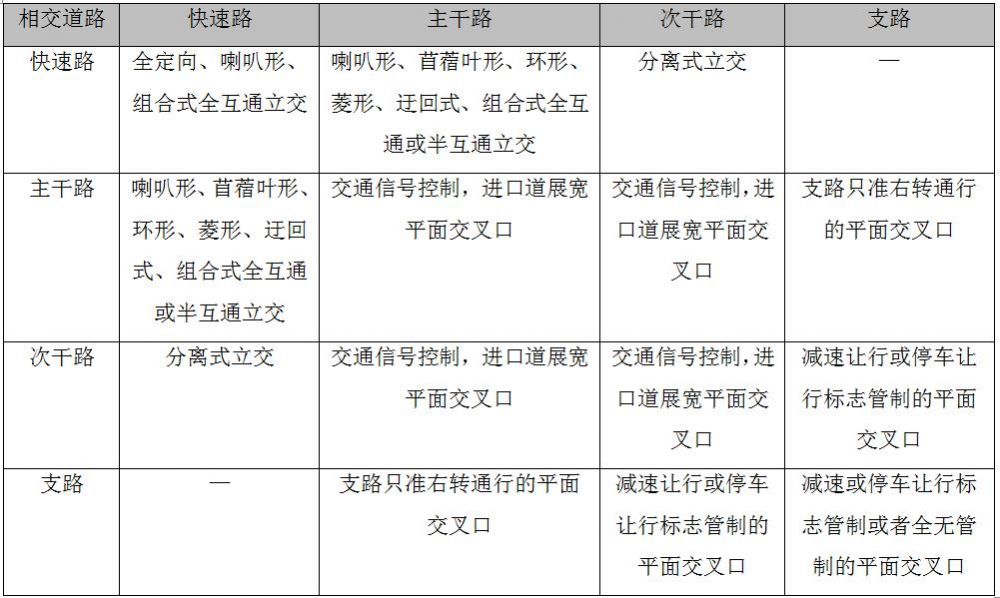 相交道路 快速路 主干路 次干路 支路
快速路 全定向、喇叭形、 喇叭形、苜蓿叶形、环形、 分离式立交 —
组合式全互通立交 菱形、迂回式、组合式全互
通或半互通立交
主干路 喇叭形、苜蓿叶形、 交通信号控制，进口道展宽 交通信号控制，进 支路只准右转通行
环形、菱形、迂回 平面交叉口 口道展宽平面交 的平面交叉口
式、组合式全互通 叉口
或半互通立交
次干路 分离式立交 交通信号控制，进口道展宽 交通信号控制，进 减速让行或停车让
平面交叉口 口道展宽平面交 行标志管制的平面
叉口 交叉口
支路 — 支路只准右转通行的平面 减速让行或停车 减速或停车让行标
交叉口 让行标志管制的 志管制或者全无管
平面交叉口 制的平面交叉口